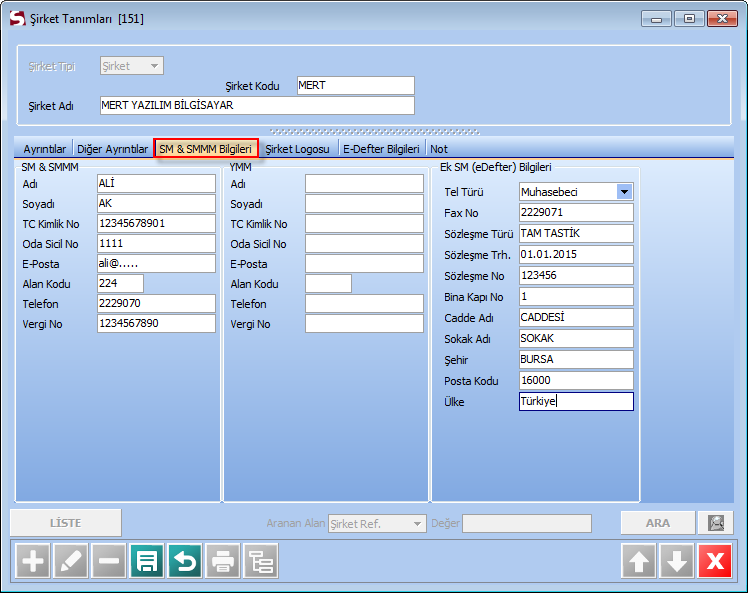 Şirket Tanımları [151]
Şirket Tipi Şirket
Şirket Kodu MERT
Şirket Adı MERT YAZILIM BİLGİSAYAR
Ayrıntılar Diğer Ayrıntılar SM & SMMM Bilgileri Şirket Logosu E-Defter Bilgileri Not
SM & SMMM
Adı ALİ
Soyadı AK
TC Kimlik No 12345678901
Oda Sicil No 1111
E-Posta ali@.....
Alan Kodu 224
Telefon 2229070
Vergi No 1234567890
YMM
Adı
Soyadı
TC Kimlik No
Oda Sicil No
E-Posta
Alan Kodu
Telefon
Vergi No
Ek SM (eDefter) Bilgileri
Tel Türü Muhasebeci
Fax No 2229071
Sözleşme Türü TAM TASTİK
Sözleşme Trh. 01.01.2015
Sözleşme No 123456
Bina Kapı No 1
Cadde Adı CADDESİ
Sokak Adı SOKAK
Şehir BURSA
Posta Kodu 16000
Ülke Türkiye
LİSTE Aranan Alan Şirket Ref. Değer ARA